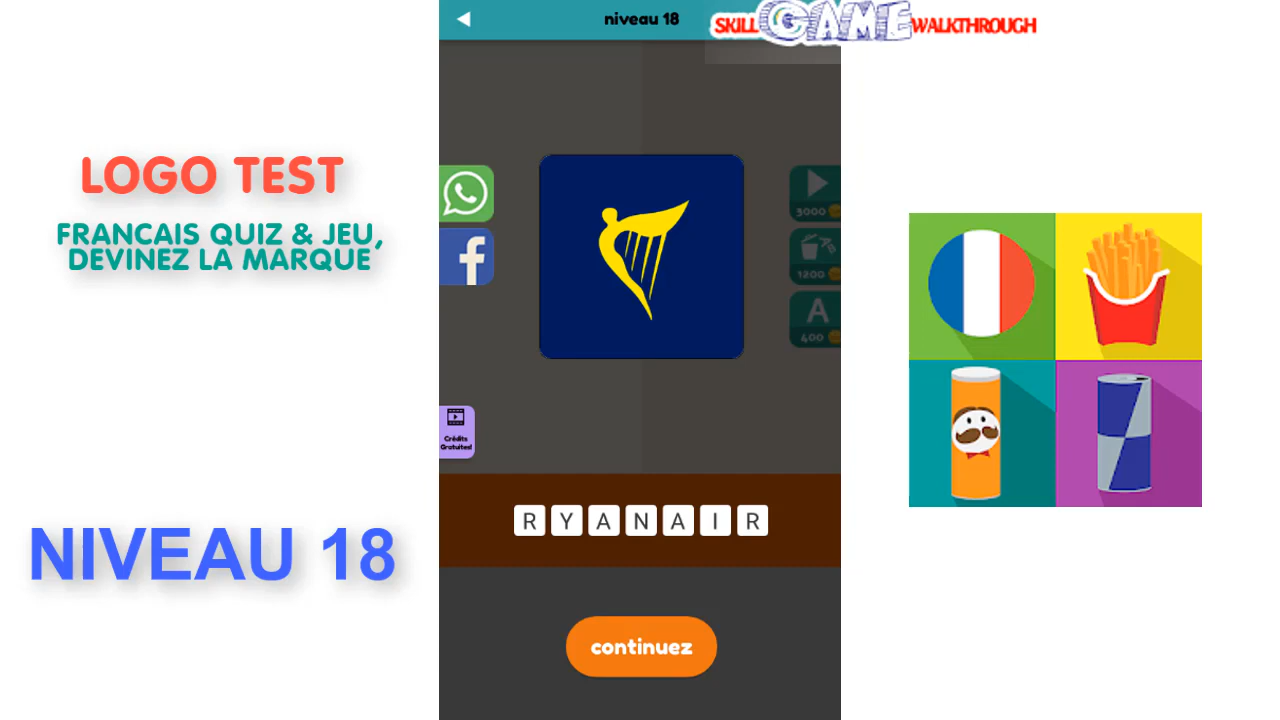 niveau 18
SKILL GAME WALKTHROUGH
LOGO TEST
FRANCAIS QUIZ & JEU,
DEVINEZ LA MARQUE
3000
1200
A
400
Crédits
Gratuites!
RYANAIR
NIVEAU 18
continuez